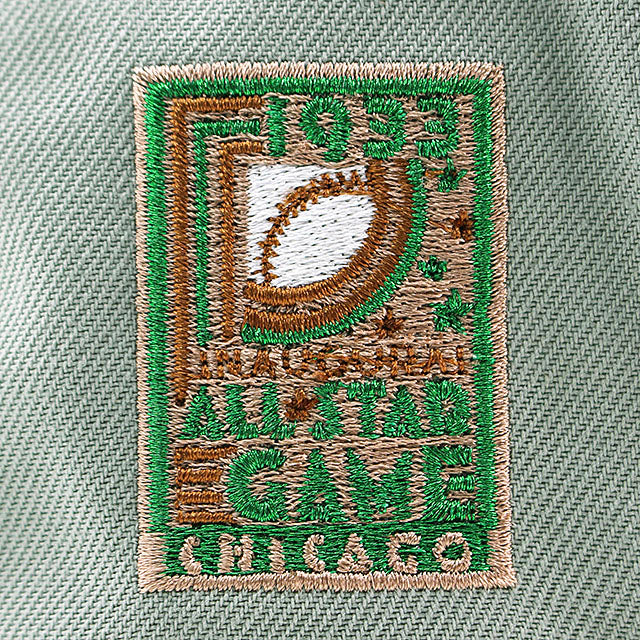 1933
INAUGURAL
ALL STAR
GAME
CHICAGO